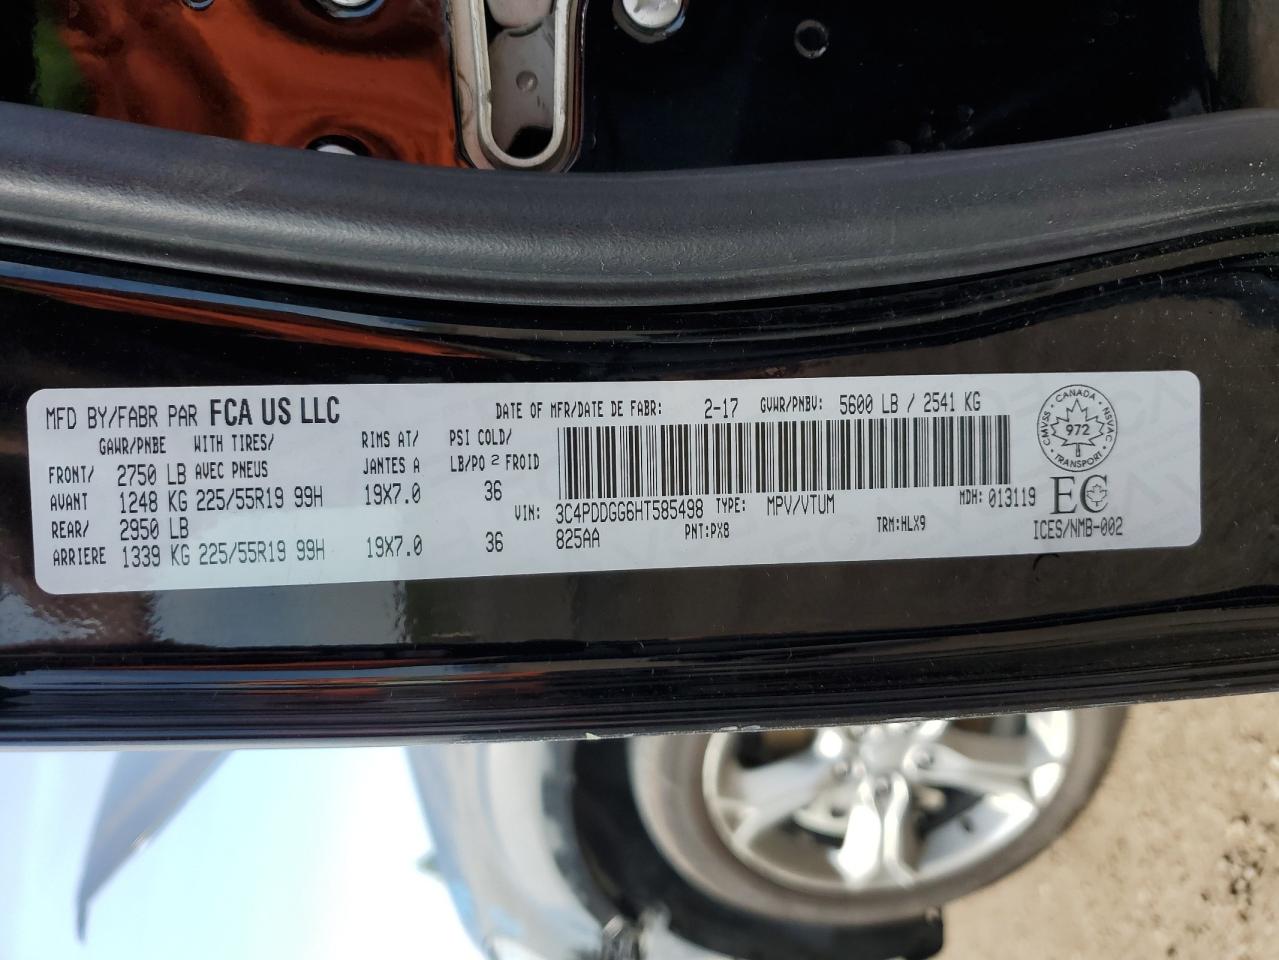 MFD BY/FABR PAR FCA US LLC DATE OF MFR/DATE DE FABR: 2-17 GVWR/PNBV: 5600 LB / 2541 KG
GAWR/PNBE WITH TIRES/ RIMS AT/ PSI COLD/
FRONT/ 2750 LB AVEC PNEUS JANTES A LB/PO 2 FROID
AVANT 1248 KG 225/55R19 99H 19X7.0 36
REAR/ 2950 LB
ARRIERE 1339 KG 225/55R19 99H 19X7.0 36
VIN: 3C4PDDGG6HT585498 TYPE: MPV/VTUM MDH: 013119
825AA PNT:PX8 TRM:HLX9
CANADA
CMVSS NSVAC
972
TRANSPORT
EC
ICES/NMB-002